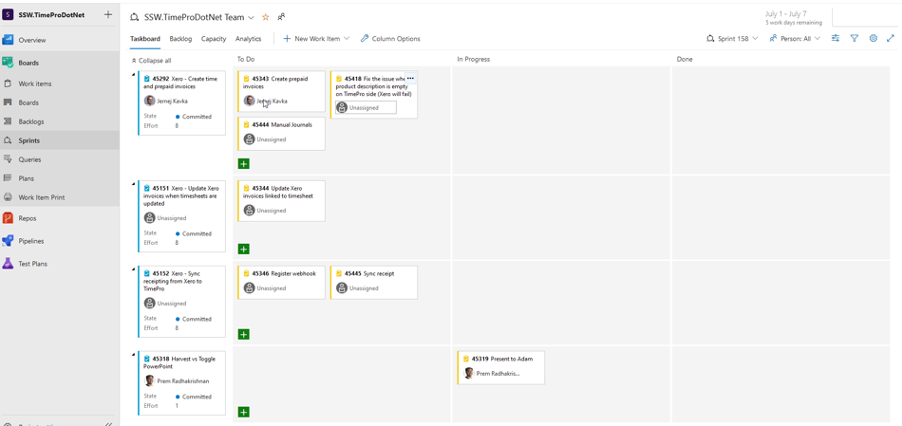 S SSW.TimeProDotNet +
Overview
Boards
Work items
Boards
Backlogs
Sprints
Queries
Plans
Work Item Print
Repos
Pipelines
Test Plans
SSW.TimeProDotNet Team
July 1 - July 7
5 work days remaining
Taskboard Backlog Capacity Analytics + New Work Item Column Options
Sprint 158 Person: All
Collapse all To Do In Progress Done
45292 Xero - Create time
and prepaid invoices
Jernej Kavka
State Committed
Effort 8
45343 Create prepaid
invoices
Jernej Kavka
45418 Fix the issue when
product description is empty
on TimePro side (Xero will fail)
Unassigned
45444 Manual Journals
Unassigned
45151 Xero - Update Xero
invoices when timesheets are
updated
Unassigned
State Committed
Effort 8
45344 Update Xero
invoices linked to timesheet
Unassigned
45152 Xero - Sync
receipting from Xero to
TimePro
Unassigned
State Committed
Effort 8
45346 Register webhook
Unassigned
45445 Sync receipt
Unassigned
45318 Harvest vs Toggle
PowerPoint
Prem Radhakrishnan
State Committed
Effort 1
45319 Present to Adam
Prem Radhakris...